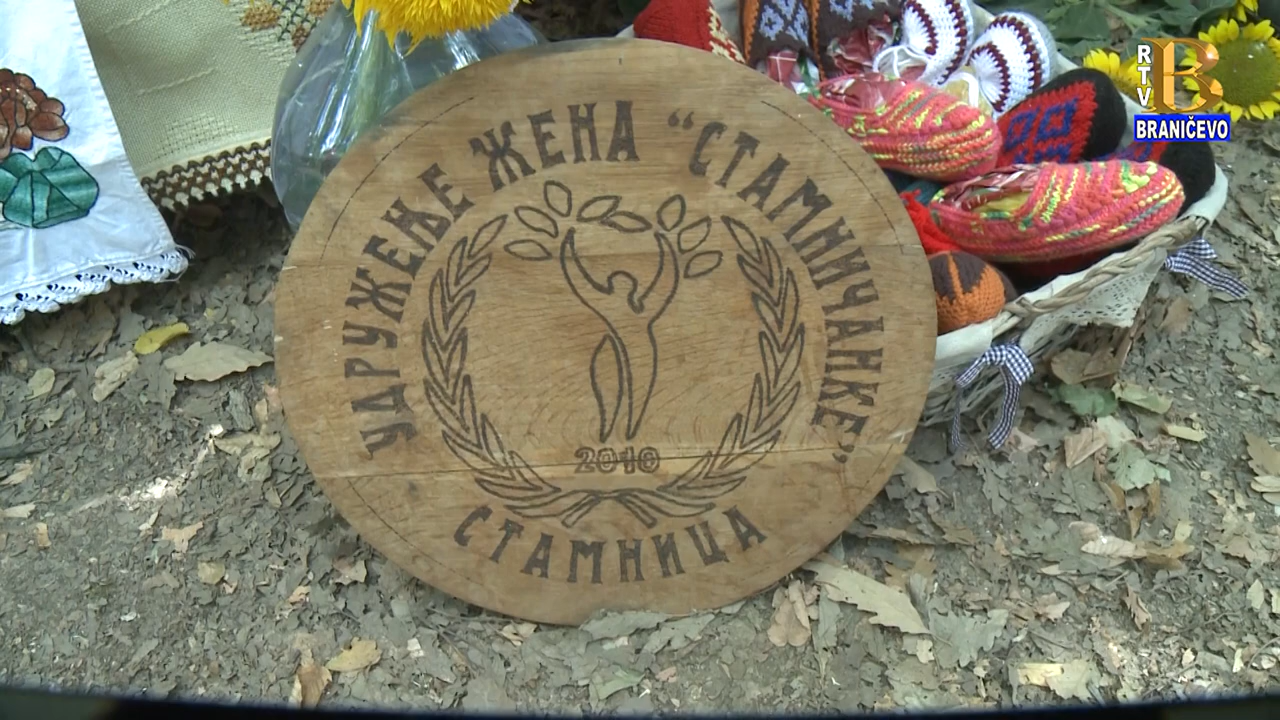 УДРУЖЕЊЕ ЖЕНА “СТАМНИЧАНКЕ”
2010
СТАМНИЦА
RTV B
BRANIČEVO